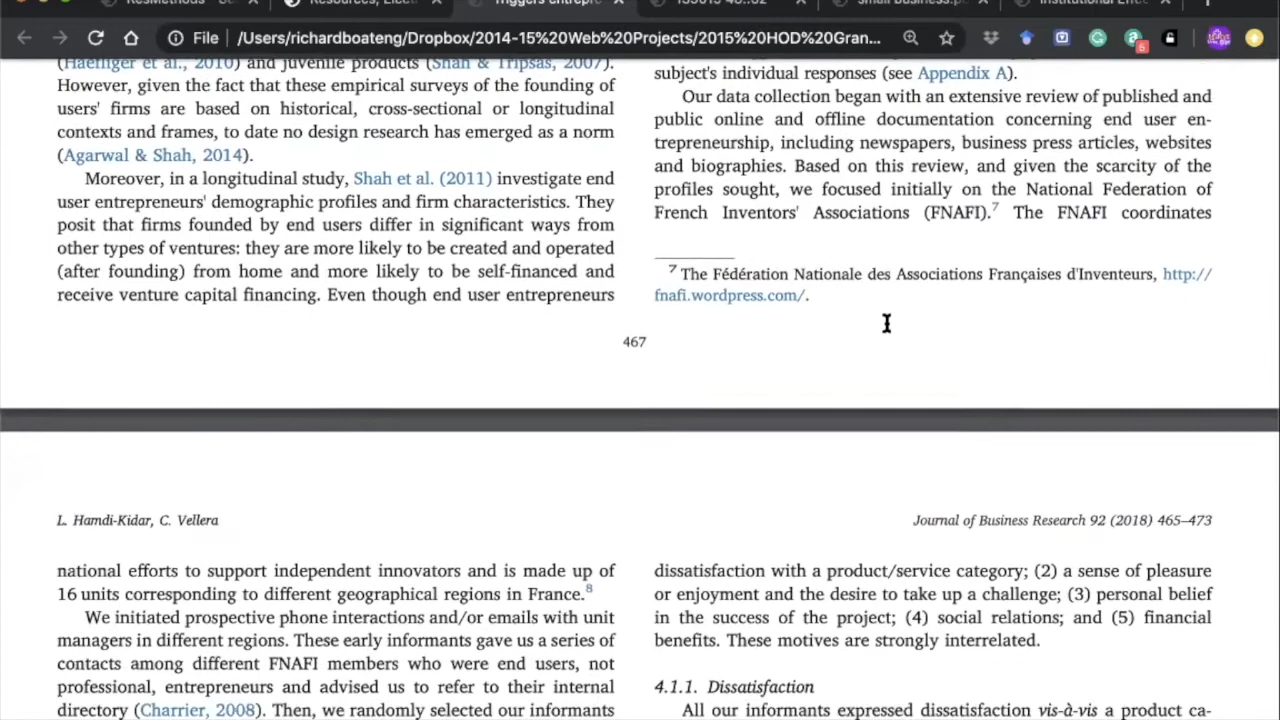 File
/Users/richardboateng/Dropbox/2014-15%20Web%20Projects/2015%20HOD%20Gran...
6
(Haefliger et al., 2010) and juvenile products (Shah & Tripsas, 2007).
However, given the fact that these empirical surveys of the founding of
users' firms are based on historical, cross-sectional or longitudinal
contexts and frames, to date no design research has emerged as a norm
(Agarwal & Shah, 2014).
Moreover, in a longitudinal study, Shah et al. (2011) investigate end
user entrepreneurs' demographic profiles and firm characteristics. They
posit that firms founded by end users differ in significant ways from
other types of ventures: they are more likely to be created and operated
(after founding) from home and more likely to be self-financed and
receive venture capital financing. Even though end user entrepreneurs
subject's individual responses (see Appendix A).
Our data collection began with an extensive review of published and
public online and offline documentation concerning end user en-
trepreneurship, including newspapers, business press articles, websites
and biographies. Based on this review, and given the scarcity of the
profiles sought, we focused initially on the National Federation of
French Inventors' Associations (FNAFI).7 The FNAFI coordinates
7 The Fédération Nationale des Associations Françaises d'Inventeurs, http://
fnafi.wordpress.com/.
467
L. Hamdi-Kidar, C. Vellera
Journal of Business Research 92 (2018) 465–473
national efforts to support independent innovators and is made up of
16 units corresponding to different geographical regions in France.8
We initiated prospective phone interactions and/or emails with unit
managers in different regions. These early informants gave us a series of
contacts among different FNAFI members who were end users, not
professional, entrepreneurs and advised us to refer to their internal
directory (Charrier, 2008). Then, we randomly selected our informants
dissatisfaction with a product/service category; (2) a sense of pleasure
or enjoyment and the desire to take up a challenge; (3) personal belief
in the success of the project; (4) social relations; and (5) financial
benefits. These motives are strongly interrelated.
4.1.1. Dissatisfaction
All our informants expressed dissatisfaction vis-à-vis a product ca-